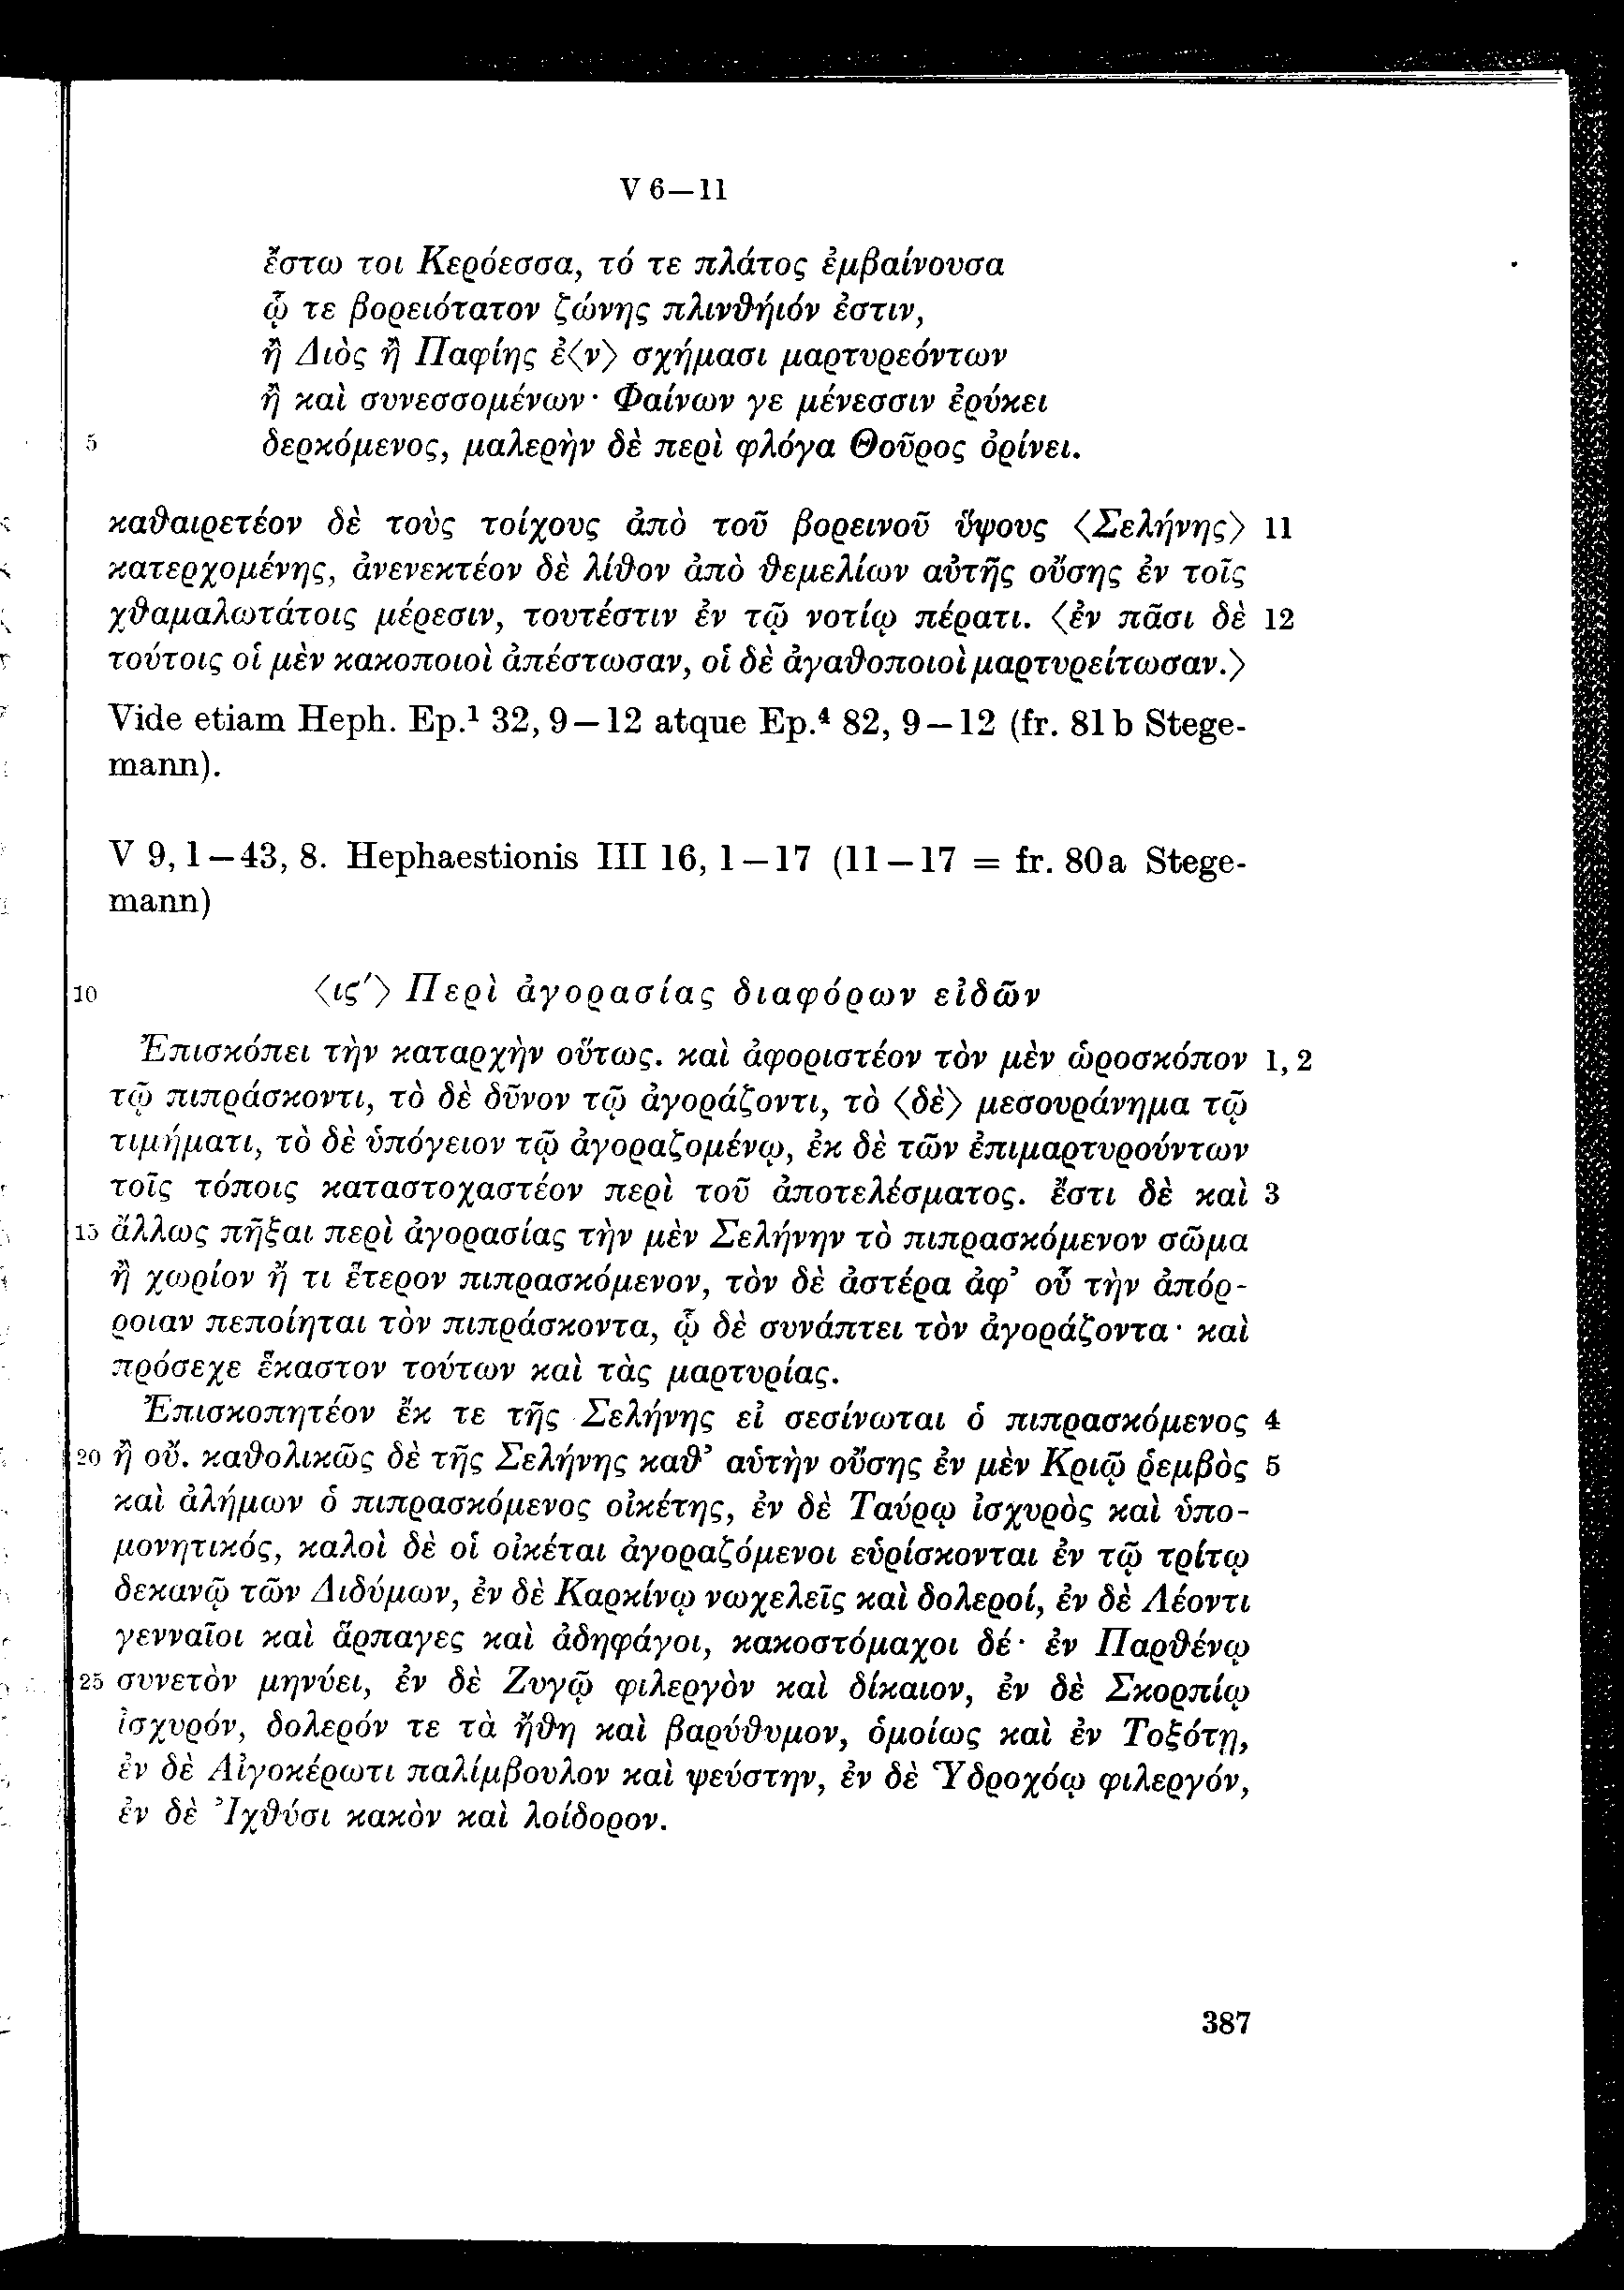 V 6—11
ἔστω τοι Κερόεσσα, τό τε πλάτος ἐμβαίνουσα
ᾧ τε βορειότατον ζώνης πλινθήιόν ἐστιν,
ἢ Διὸς ἢ Παφίης ἐ⟨ν⟩ σχήμασι μαρτυρεόντων
ἢ καὶ συνεσσομένων· Φαίνων γε μένεσσιν ἐρύκει
5 δερκόμενος, μαλερὴν δὲ περὶ φλόγα Θοῦρος ὀρίνει.
καθαιρετέον δὲ τοὺς τοίχους ἀπὸ τοῦ βορεινοῦ ὕψους ⟨Σελήνης⟩ 11
κατερχομένης, ἀνενεκτέον δὲ λίθον ἀπὸ θεμελίων αὐτῆς οὔσης ἐν τοῖς
χθαμαλωτάτοις μέρεσιν, τουτέστιν ἐν τῷ νοτίῳ πέρατι. ⟨ἐν πᾶσι δὲ 12
τούτοις οἱ μὲν κακοποιοὶ ἀπέστωσαν, οἱ δὲ ἀγαθοποιοὶ μαρτυρείτωσαν.⟩
Vide etiam Heph. Ep.¹ 32, 9—12 atque Ep.⁴ 82, 9—12 (fr. 81 b Stege-
mann).
V 9, 1—43, 8. Hephaestionis III 16, 1—17 (11—17 = fr. 80a Stege-
mann)
10 ⟨ιϛ′⟩ Περὶ ἀγορασίας διαφόρων εἰδῶν
Ἐπισκόπει τὴν καταρχὴν οὕτως. καὶ ἀφοριστέον τὸν μὲν ὡροσκόπον 1, 2
τῷ πιπράσκοντι, τὸ δὲ δῦνον τῷ ἀγοράζοντι, τὸ ⟨δὲ⟩ μεσουράνημα τῷ
τιμήματι, τὸ δὲ ὑπόγειον τῷ ἀγοραζομένῳ, ἐκ δὲ τῶν ἐπιμαρτυρούντων
τοῖς τόποις καταστοχαστέον περὶ τοῦ ἀποτελέσματος. ἔστι δὲ καὶ 3
15 ἄλλως πῆξαι περὶ ἀγορασίας τὴν μὲν Σελήνην τὸ πιπρασκόμενον σῶμα
ἢ χωρίον ἤ τι ἕτερον πιπρασκόμενον, τὸν δὲ ἀστέρα ἀφ’ οὗ τὴν ἀπόρ-
ροιαν πεποίηται τὸν πιπράσκοντα, ᾧ δὲ συνάπτει τὸν ἀγοράζοντα· καὶ
πρόσεχε ἕκαστον τούτων καὶ τὰς μαρτυρίας.
Ἐπισκοπητέον ἔκ τε τῆς Σελήνης εἰ σεσίνωται ὁ πιπρασκόμενος 4
20 ἢ οὔ. καθολικῶς δὲ τῆς Σελήνης καθ’ αὑτὴν οὔσης ἐν μὲν Κριῷ ῥεμβὸς 5
καὶ ἀλήμων ὁ πιπρασκόμενος οἰκέτης, ἐν δὲ Ταύρῳ ἰσχυρὸς καὶ ὑπο-
μονητικός, καλοὶ δὲ οἱ οἰκέται ἀγοραζόμενοι εὑρίσκονται ἐν τῷ τρίτῳ
δεκανῷ τῶν Διδύμων, ἐν δὲ Καρκίνῳ νωχελεῖς καὶ δολεροί, ἐν δὲ Λέοντι
γενναῖοι καὶ ἅρπαγες καὶ ἀδηφάγοι, κακοστόμαχοι δέ· ἐν Παρθένῳ
25 συνετὸν μηνύει, ἐν δὲ Ζυγῷ φιλεργὸν καὶ δίκαιον, ἐν δὲ Σκορπίῳ
ἰσχυρόν, δολερόν τε τὰ ἤθη καὶ βαρύθυμον, ὁμοίως καὶ ἐν Τοξότῃ,
ἐν δὲ Αἰγοκέρωτι παλίμβουλον καὶ ψεύστην, ἐν δὲ Ὑδροχόῳ φιλεργόν,
ἐν δὲ Ἰχθύσι κακὸν καὶ λοίδορον.
387